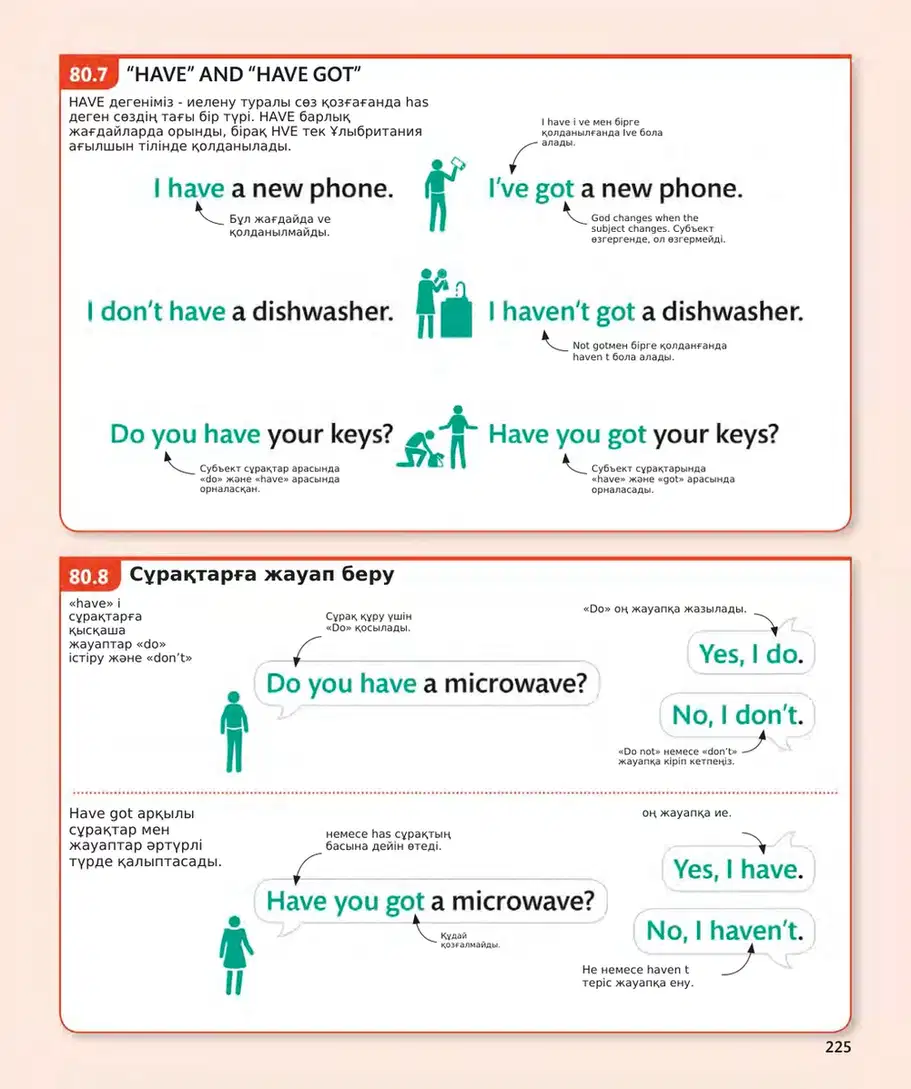 80.7 “HAVE” AND “HAVE GOT”
HAVE дегеніміз - иелену туралы сөз қозғағанда has
деген сөздің тағы бір түрі. HAVE барлық
жағдайларда орынды, бірақ HVE тек Ұлыбритания
ағылшын тілінде қолданылады.
I have i ve мен бірге
қолданылғанда Ive бола
алады.
I have a new phone.
I’ve got a new phone.
Бұл жағдайда ve
қолданылмайды.
God changes when the
subject changes. Субъект
өзгергенде, ол өзгермейді.
I don’t have a dishwasher.
I haven’t got a dishwasher.
Not gotмен бірге қолданғанда
haven t бола алады.
Do you have your keys?
Have you got your keys?
Субъект сұрақтар арасында
«do» және «have» арасында
орналасқан.
Субъект сұрақтарында
«have» және «got» арасында
орналасады.
80.8 Сұрақтарға жауап беру
«have» і
сұрақтарға
қысқаша
жауаптар «do»
істіру және «don’t»
Сұрақ құру үшін
«Do» қосылады.
Do you have a microwave?
«Do» оң жауапқа жазылады.
Yes, I do.
No, I don’t.
«Do not» немесе «don’t»
жауапқа кіріп кетпеңіз.
Have got арқылы
сұрақтар мен
жауаптар әртүрлі
түрде қалыптасады.
немесе has сұрақтың
басына дейін өтеді.
Have you got a microwave?
Құдай
қозғалмайды.
оң жауапқа ие.
Yes, I have.
No, I haven’t.
Не немесе haven t
теріс жауапқа ену.
225